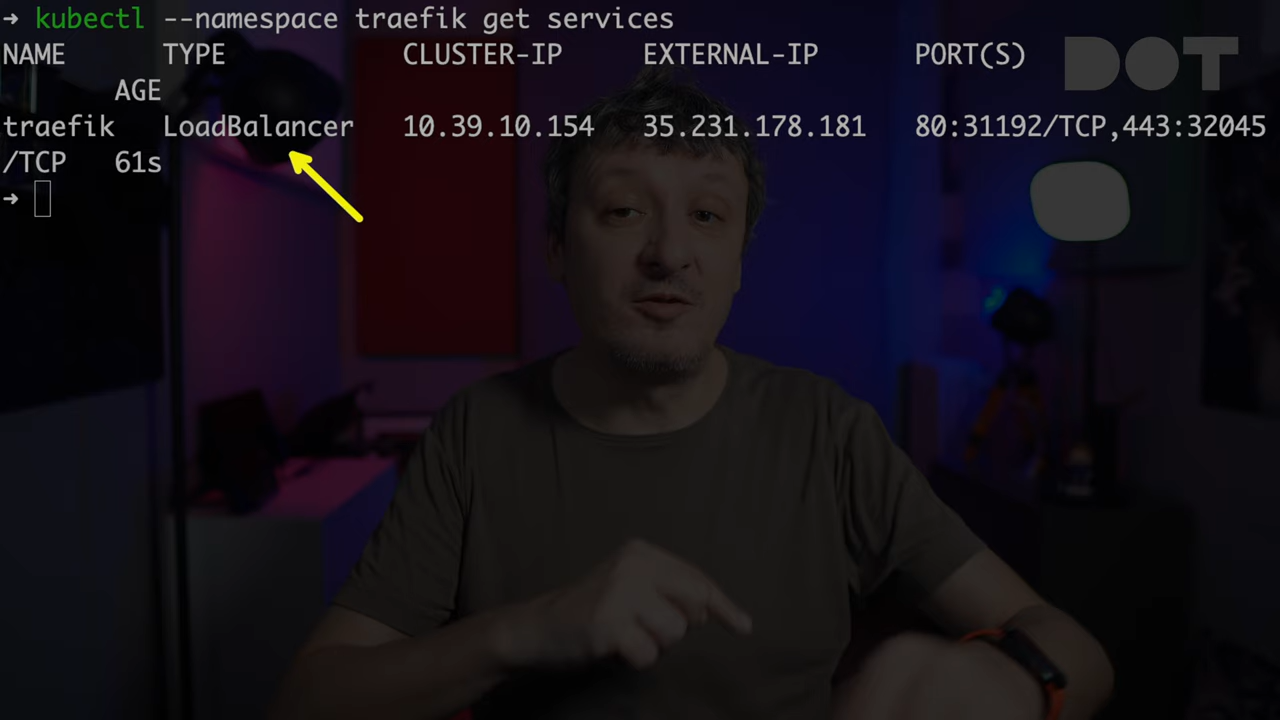 ➜ kubectl --namespace traefik get services
NAME TYPE CLUSTER-IP EXTERNAL-IP PORT(S)
AGE
traefik LoadBalancer 10.39.10.154 35.231.178.181 80:31192/TCP,443:32045
/TCP 61s
➜
DOT